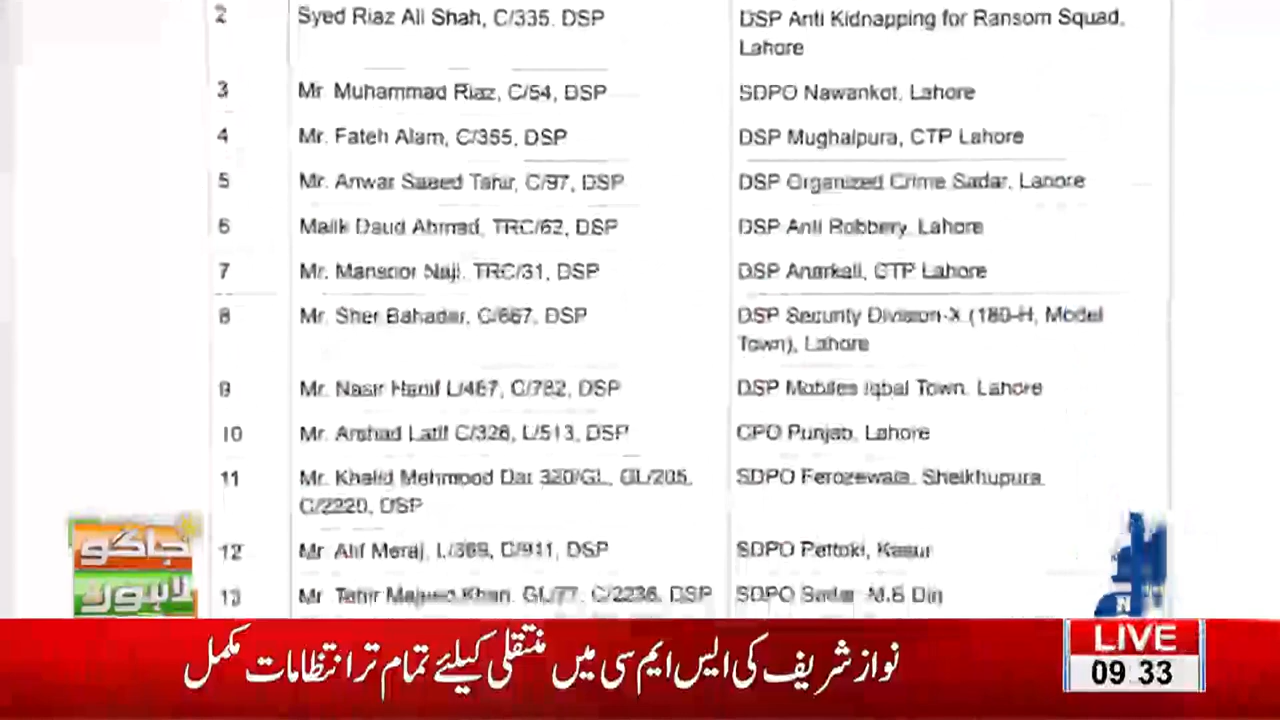 2 Syed Riaz Ali Shah, C/335, DSP DSP Anti Kidnapping for Ransom Squad,
Lahore
3 Mr. Muhammad Riaz, C/54, DSP SDPO Nawankot, Lahore
4 Mr. Fateh Alam, C/355, DSP DSP Mughalpura, CTP Lahore
5 Mr. Anwar Saeed Tahir, C/97, DSP DSP Organized Crime Sadar, Lahore
6 Malik Daud Ahmad, TRC/62, DSP DSP Anti Robbery, Lahore
7 Mr. Mansoor Naji, TRC/31, DSP DSP Anarkali, CTP Lahore
8 Mr. Sher Bahadar, C/667, DSP DSP Security Division-X (180-H, Model
Town), Lahore
9 Mr. Nasir Hanif L/467, C/782, DSP DSP Mobiles Iqbal Town, Lahore
10 Mr. Arshad Latif C/326, L/513, DSP CPO Punjab, Lahore
11 Mr. Khalid Mehmood Dar 320/GL, GL/205, SDPO Ferozewala, Sheikhupura
C/2220, DSP
12 Mr. Meraj, L/369, C/911, DSP SDPO Pattoki, Kasur
13 Mr. Tahir Majeed Khan, GL/77, C/2236, DSP SDPO Sadar M.B Din
جاگو
لاہور
نواز شریف کی ایس ایم سی میں منتقلی کیلئے تمام تر انتظامات مکمل
LIVE
09:33